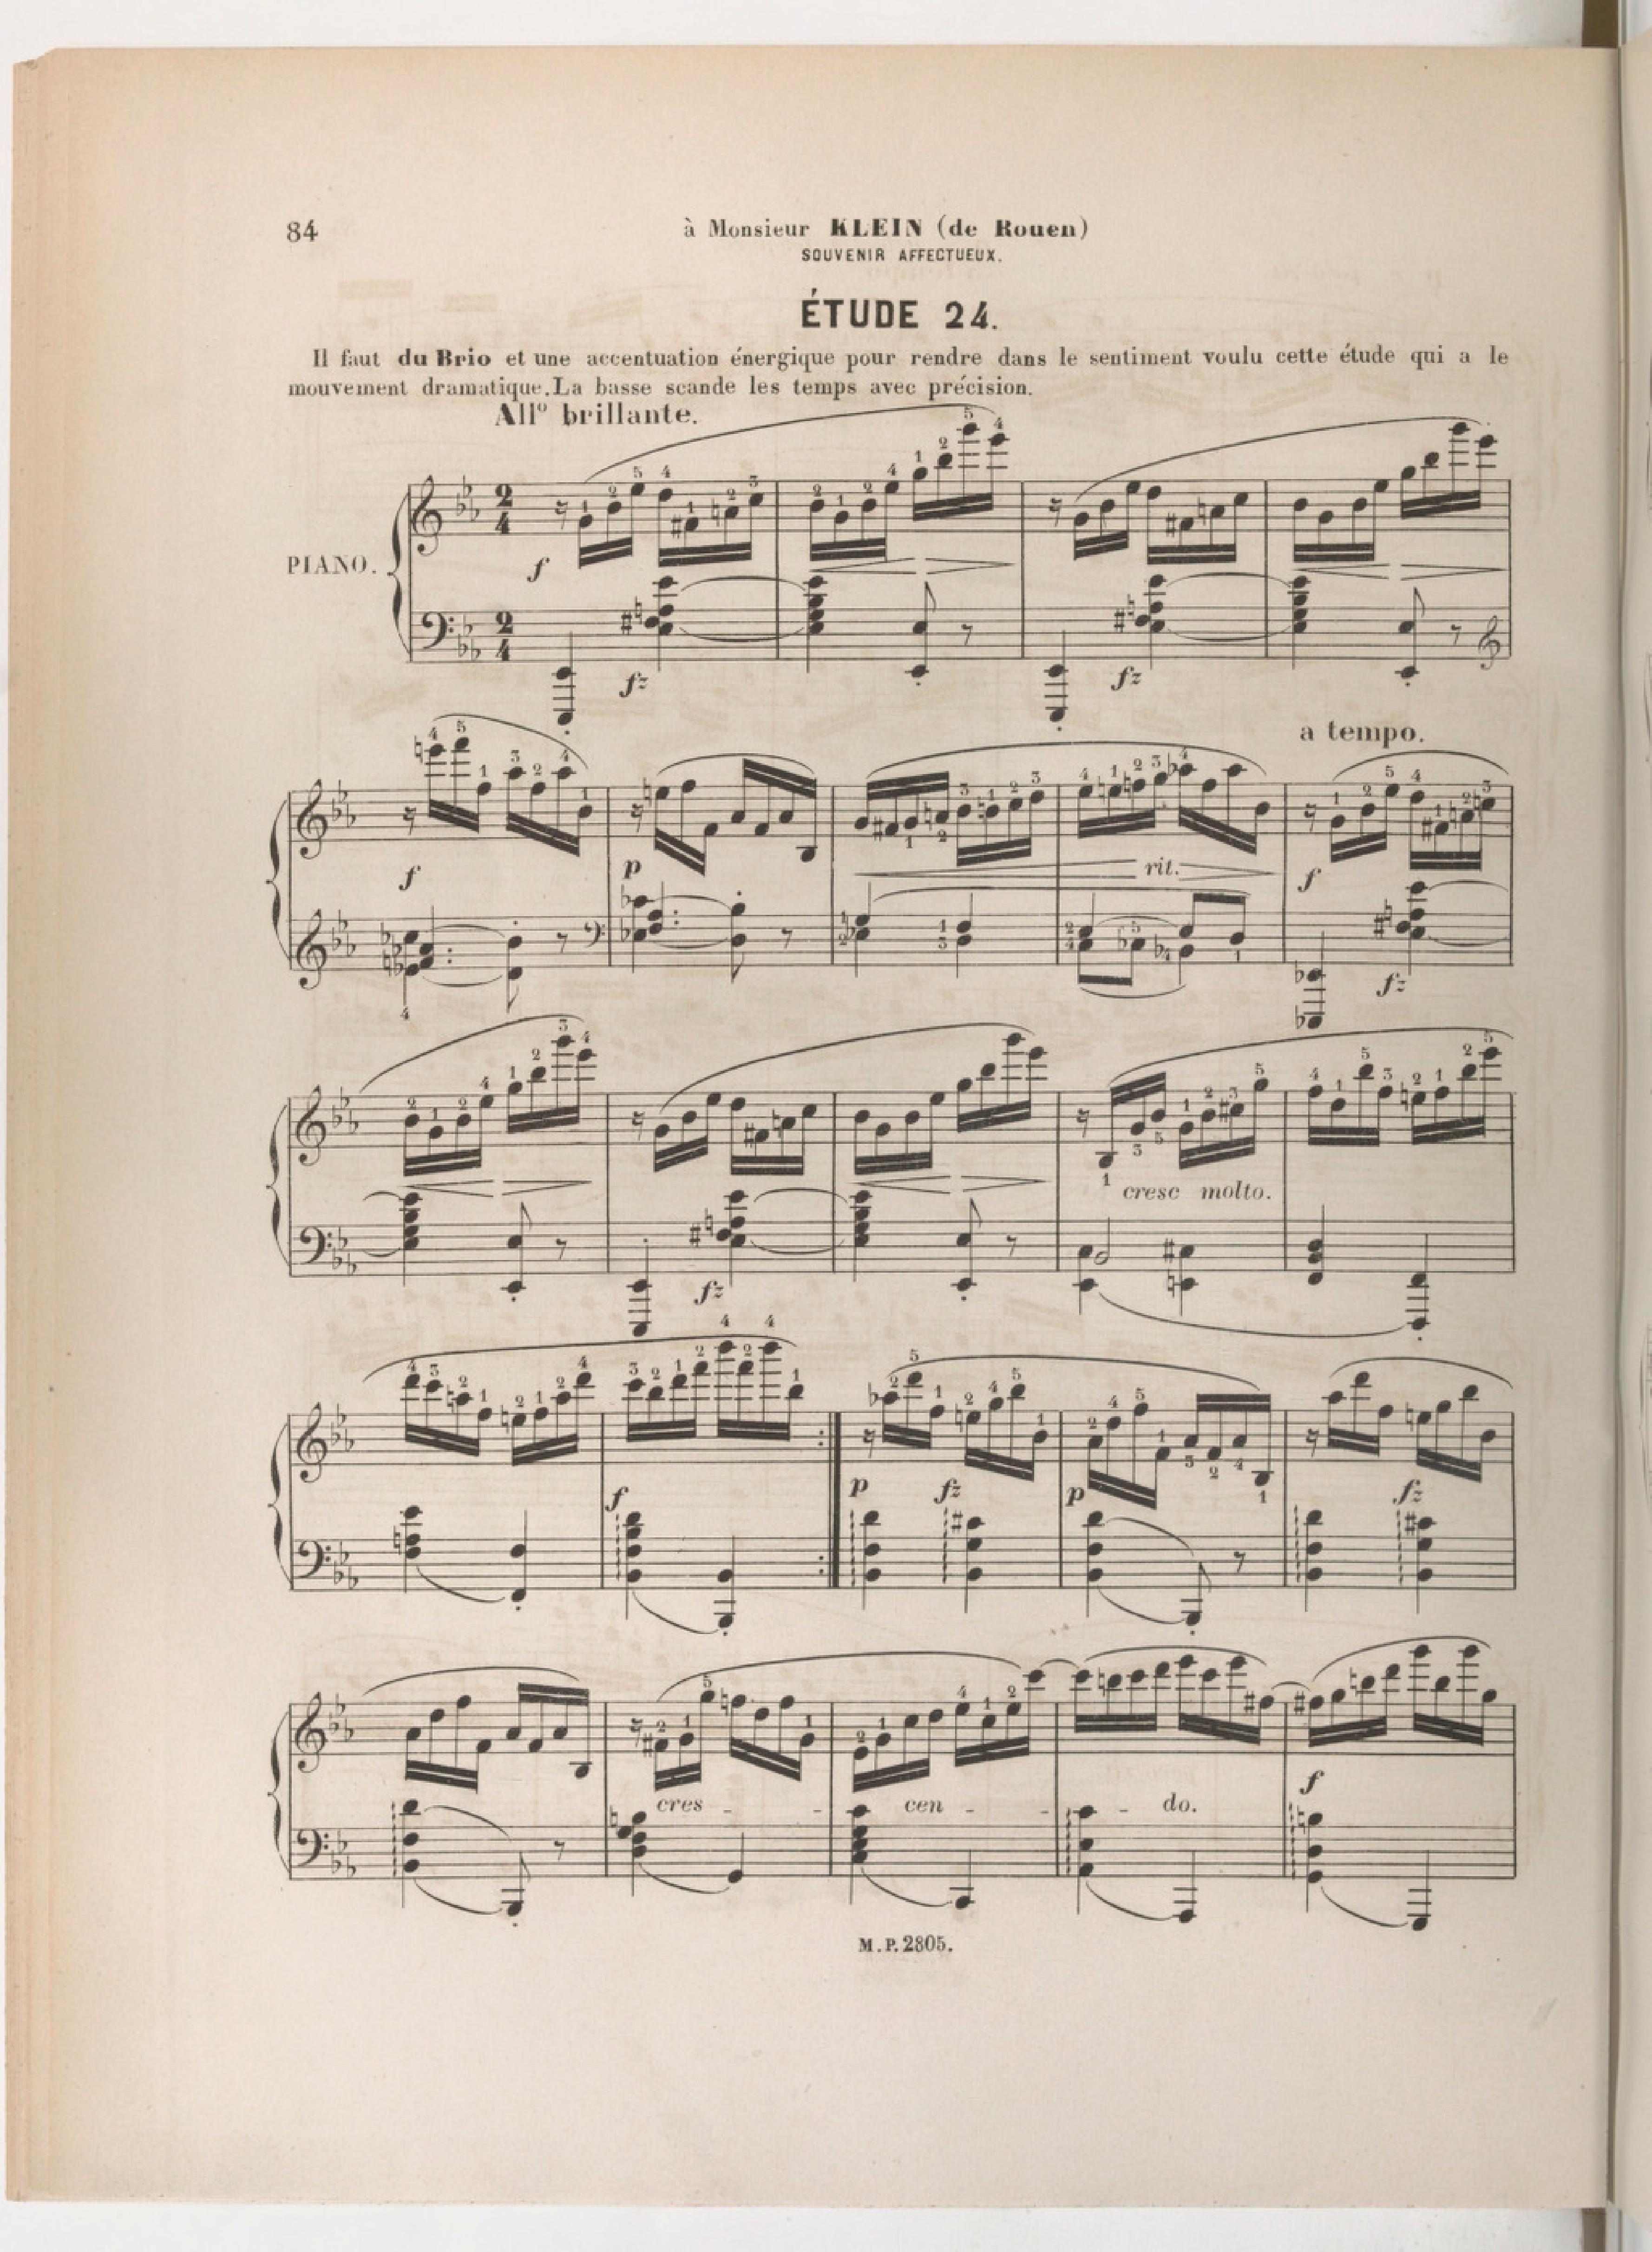 84
à Monsieur KLEIN (de Rouen)
SOUVENIR AFFECTUEUX.
ÉTUDE 24.
Il faut du Brio et une accentuation énergique pour rendre dans le sentiment voulu cette étude qui a le
mouvement dramatique. La basse scande les temps avec précision.
Allº brillante.
PIANO.
f
fz
fz
a tempo.
f
p
rit.
f
fz
cresc molto.
fz
f
p
fz
p
fz
cres - - cen - - - do.
f
M.P. 2805.